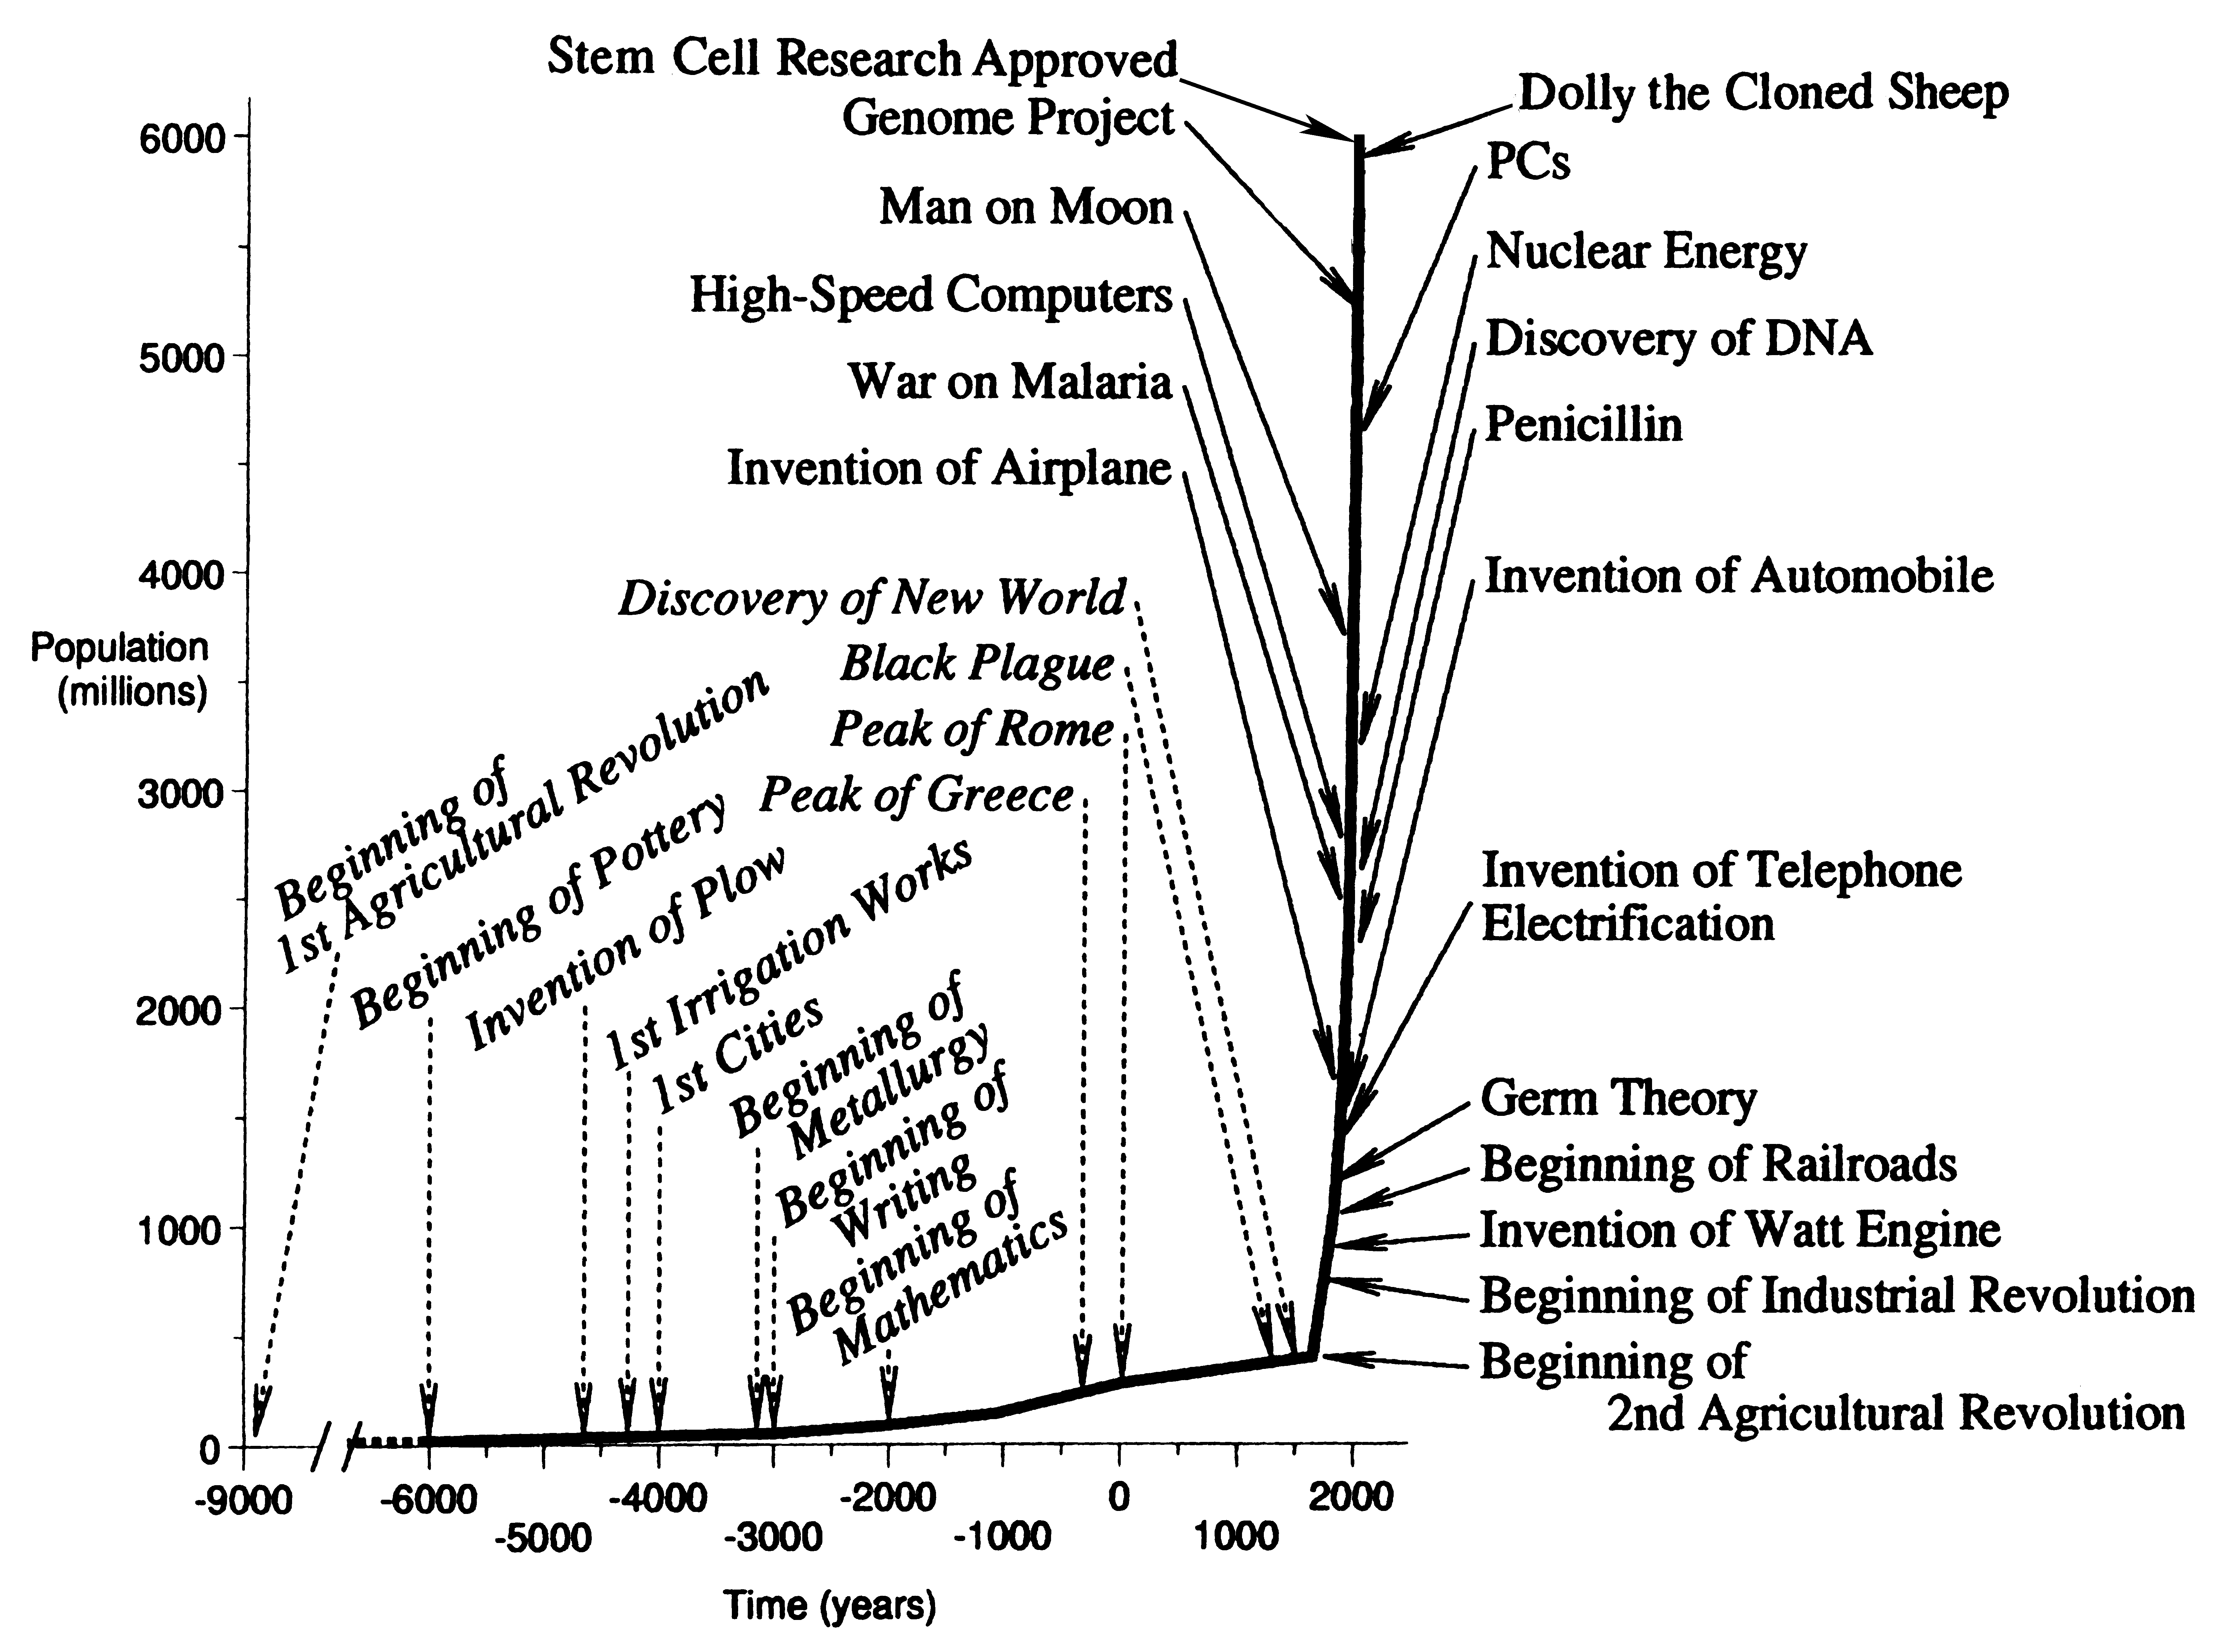 Stem Cell Research Approved
Genome Project
Man on Moon
High-Speed Computers
War on Malaria
Invention of Airplane
Discovery of New World
Black Plague
Peak of Rome
Peak of Greece
Beginning of
1st Agricultural Revolution
Beginning of Pottery
Invention of Plow
1st Irrigation Works
1st Cities
Beginning of
Metallurgy
Beginning of
Writing
Beginning of
Mathematics
Dolly the Cloned Sheep
PCs
Nuclear Energy
Discovery of DNA
Penicillin
Invention of Automobile
Invention of Telephone
Electrification
Germ Theory
Beginning of Railroads
Invention of Watt Engine
Beginning of Industrial Revolution
Beginning of
2nd Agricultural Revolution
6000
5000
4000
Population
(millions)
3000
2000
1000
0
-9000
-6000
-5000
-4000
-3000
-2000
-1000
0
1000
2000
Time (years)